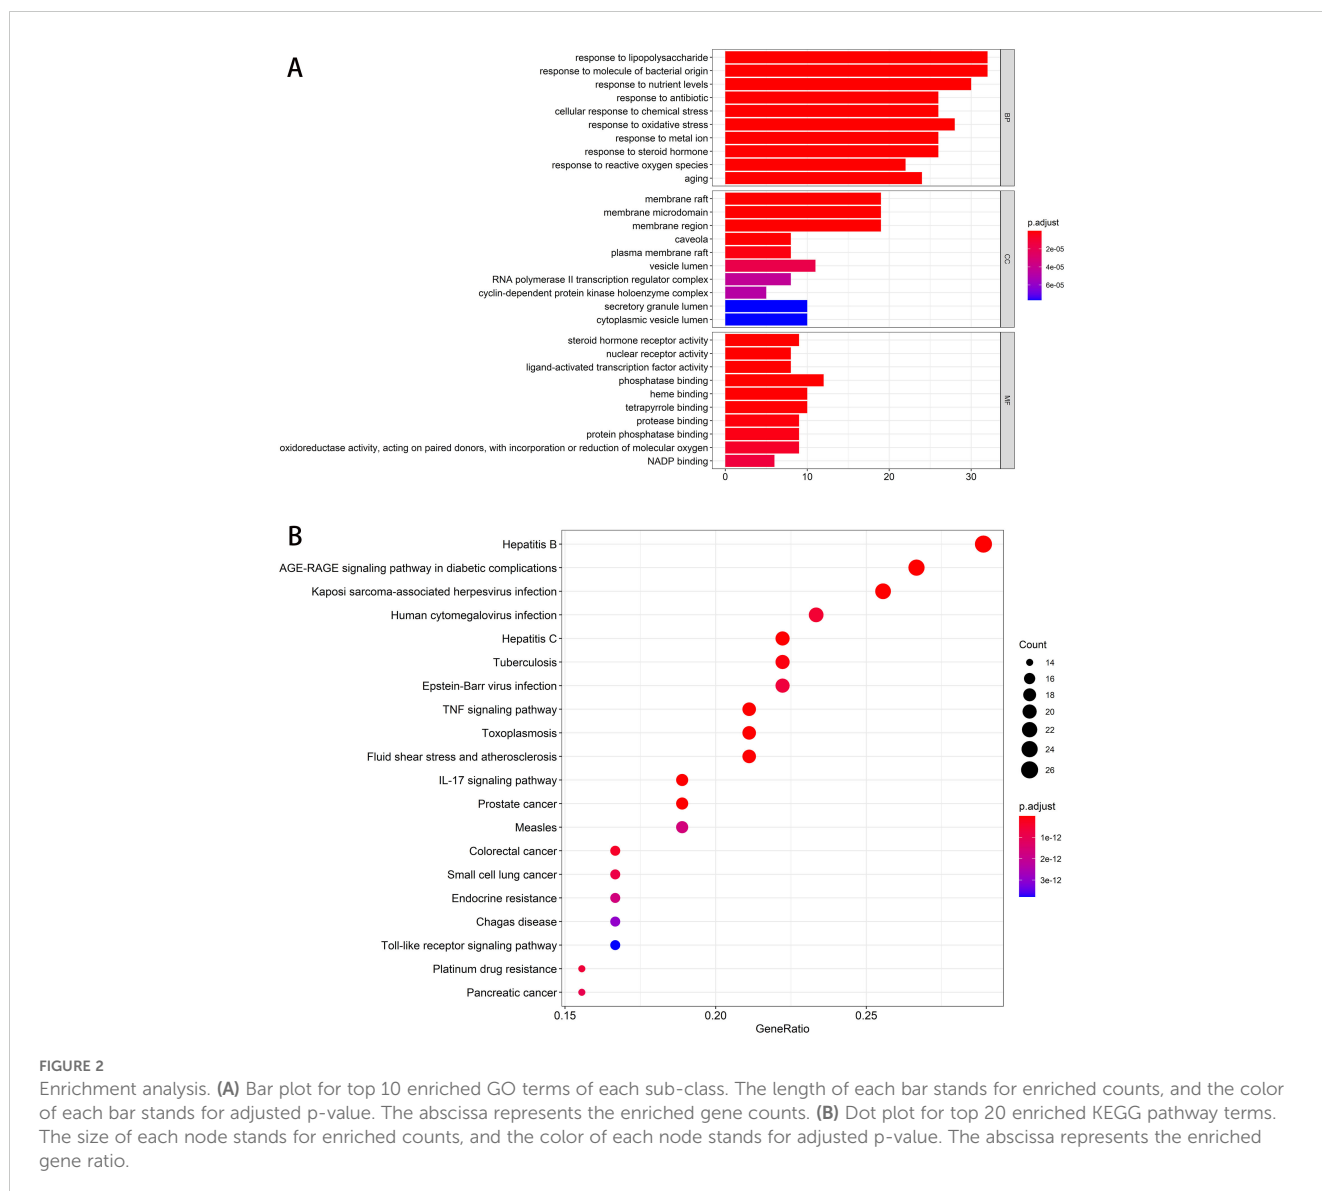 A
response to lipopolysaccharide
response to molecule of bacterial origin
response to nutrient levels
response to antibiotic
cellular response to chemical stress
response to oxidative stress
response to metal ion
response to steroid hormone
response to reactive oxygen species
aging
BP
membrane raft
membrane microdomain
membrane region
caveola
plasma membrane raft
vesicle lumen
RNA polymerase II transcription regulator complex
cyclin-dependent protein kinase holoenzyme complex
secretory granule lumen
cytoplasmic vesicle lumen
CC
steroid hormone receptor activity
nuclear receptor activity
ligand-activated transcription factor activity
phosphatase binding
heme binding
tetrapyrrole binding
protease binding
protein phosphatase binding
oxidoreductase activity, acting on paired donors, with incorporation or reduction of molecular oxygen
NADP binding
MF
0 10 20 30
p.adjust
2e-05
4e-05
6e-05
B
Hepatitis B
AGE-RAGE signaling pathway in diabetic complications
Kaposi sarcoma-associated herpesvirus infection
Human cytomegalovirus infection
Hepatitis C
Tuberculosis
Epstein-Barr virus infection
TNF signaling pathway
Toxoplasmosis
Fluid shear stress and atherosclerosis
IL-17 signaling pathway
Prostate cancer
Measles
Colorectal cancer
Small cell lung cancer
Endocrine resistance
Chagas disease
Toll-like receptor signaling pathway
Platinum drug resistance
Pancreatic cancer
0.15 0.20 0.25
GeneRatio
Count
14
16
18
20
22
24
26
p.adjust
1e-12
2e-12
3e-12
FIGURE 2
Enrichment analysis. (A) Bar plot for top 10 enriched GO terms of each sub-class. The length of each bar stands for enriched counts, and the color
of each bar stands for adjusted p-value. The abscissa represents the enriched gene counts. (B) Dot plot for top 20 enriched KEGG pathway terms.
The size of each node stands for enriched counts, and the color of each node stands for adjusted p-value. The abscissa represents the enriched
gene ratio.